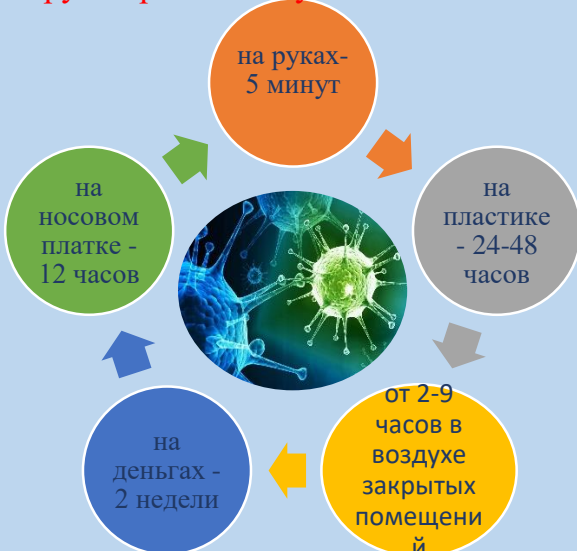 на руках-
5 минут
на
пластике
- 24-48
часов
от 2-9
часов в
воздухе
закрытых
помещени
й
на
деньгах -
2 недели
на
носовом
платке -
12 часов